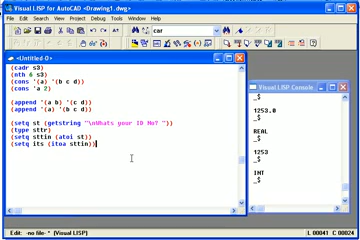 Visual LISP for AutoCAD <Drawing1.dwg>
File Edit Search View Project Debug Tools Window Help
car
<Untitled-0>
(cadr s3)
(nth 6 s3)
(cons '(a) '(b c d))
(cons 'a 2)
(append '(a b) '(c d))
(append '(a) '(b c d))
(setq st (getstring "\nWhats your ID No? "))
(type sttr)
(setq sttin (atoi st))
(setq its (itoa sttin))
Visual LISP Console
_$
1253.0
_$
REAL
_$
1253
_$
INT
_$
Edit: -no file- * (Visual LISP)
L 00041 C 00024